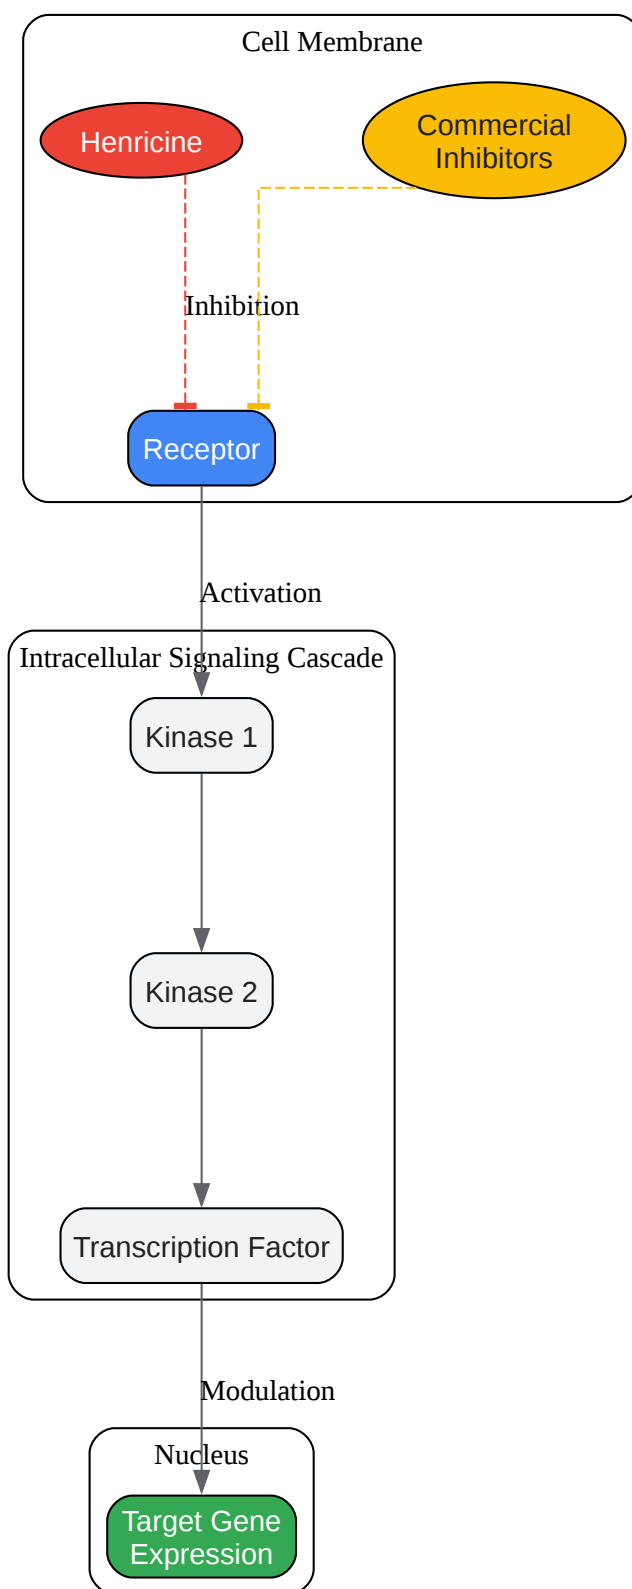 Cell Membrane
Henricine
Commercial
Inhibitors
Inhibition
Receptor
Activation
Intracellular Signaling Cascade
Kinase 1
Kinase 2
Transcription Factor
Modulation
Nucleus
Target Gene
Expression